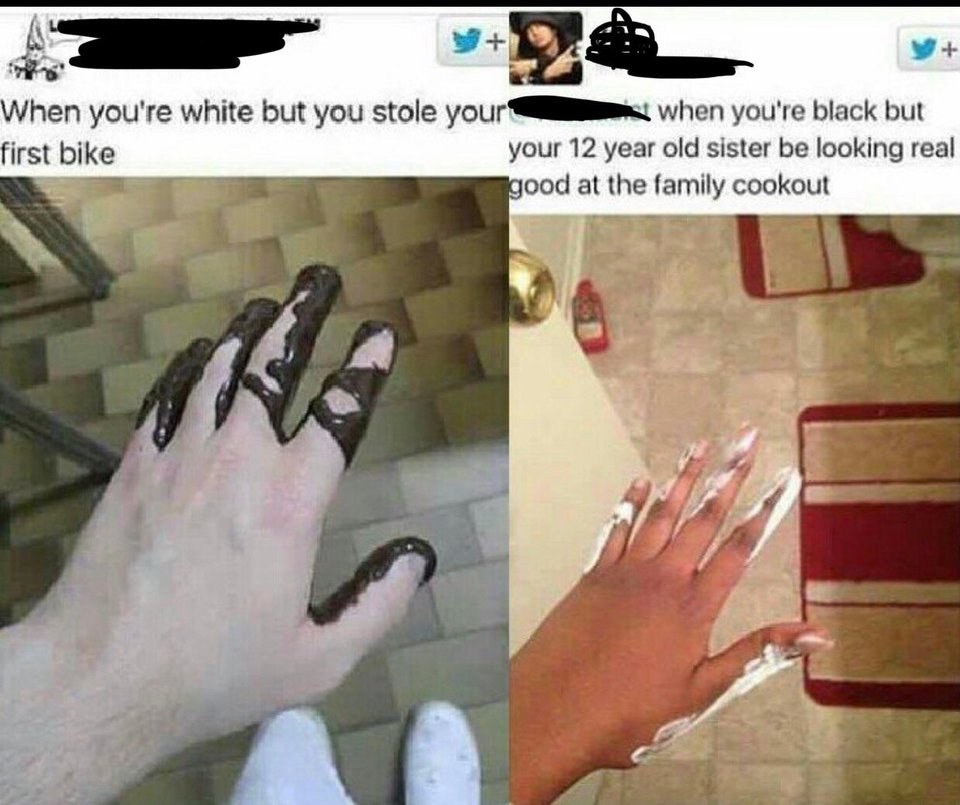 When you're white but you stole your
first bike
when you're black but
your 12 year old sister be looking real
good at the family cookout